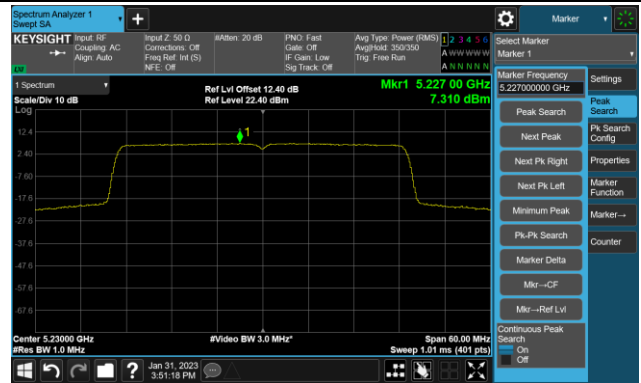 Spectrum Analyzer 1
Swept SA
Marker
KEYSIGHT
Input: RF
Coupling: AC
Align: Auto
Input Z: 50 Ω
Corrections: Off
Freq Ref: Int (S)
NFE: Off
#Atten: 20 dB
PNO: Fast
Gate: Off
IF Gain: Low
Sig Track: Off
Avg Type: Power (RMS)
Avg|Hold: 350/350
Trig: Free Run
1 2 3 4 5 6
A W W W W W
A N N N N N
Select Marker
Marker 1
1 Spectrum
Scale/Div 10 dB
Log
Ref Lvl Offset 12.40 dB
Ref Level 22.40 dBm
Mkr1 5.227 00 GHz
7.310 dBm
12.4
2.40
-7.60
-17.6
-27.6
-37.6
-47.6
-57.6
-67.6
1
Center 5.23000 GHz
#Res BW 1.0 MHz
#Video BW 3.0 MHz*
Span 60.00 MHz
Sweep 1.01 ms (401 pts)
Marker Frequency
5.227000000 GHz
Peak Search
Next Peak
Next Pk Right
Next Pk Left
Minimum Peak
Pk-Pk Search
Marker Delta
Mkr→CF
Mkr→Ref Lvl
Continuous Peak
Search
On
Off
Settings
Peak
Search
Pk Search
Config
Properties
Marker
Function
Marker→
Counter
Jan 31, 2023
3:51:18 PM